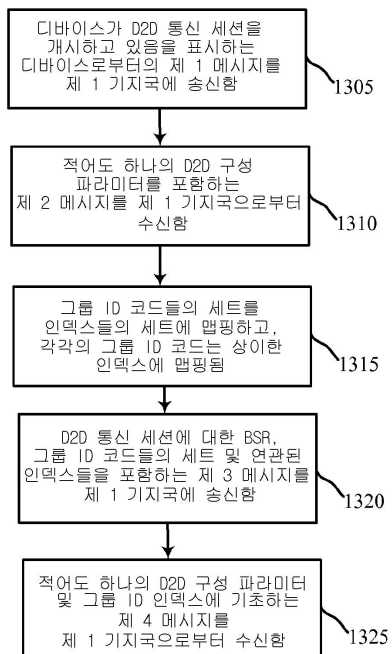 디바이스가 D2D 통신 세션을
개시하고 있음을 표시하는
디바이스로부터의 제 1 메시지를
제 1 기지국에 송신함
1305
적어도 하나의 D2D 구성
파라미터를 포함하는
제 2 메시지를 제 1 기지국으로부터
수신함
1310
그룹 ID 코드들의 세트를
인덱스들의 세트에 맵핑하고,
각각의 그룹 ID 코드는 상이한
인덱스에 맵핑됨
1315
D2D 통신 세션에 대한 BSR,
그룹 ID 코드들의 세트 및 연관된
인덱스들을 포함하는 제 3 메시지를
제 1 기지국에 송신함
1320
적어도 하나의 D2D 구성 파라미터
및 그룹 ID 인덱스에 기초하는
제 4 메시지를
제 1 기지국으로부터 수신함
1325